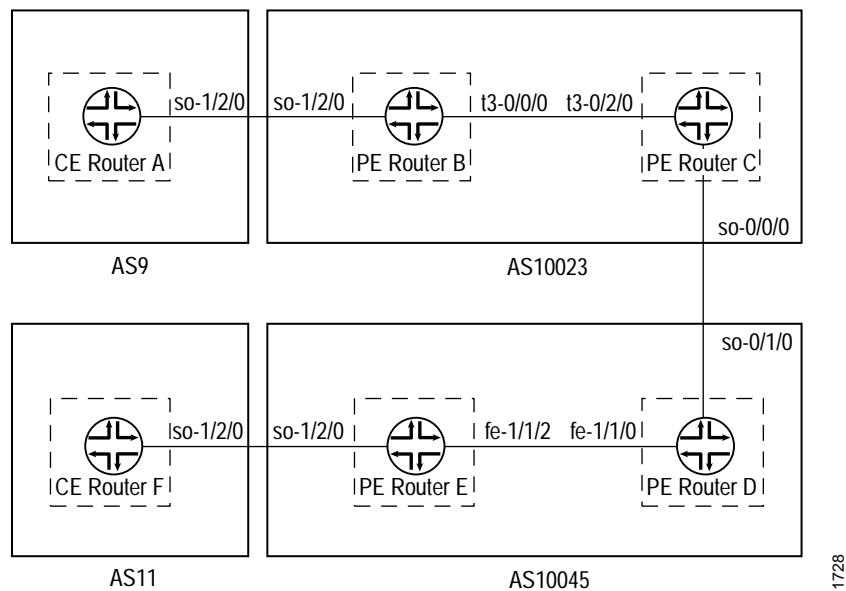 so-1/2/0 so-1/2/0 t3-0/0/0 t3-0/2/0
CE Router A PE Router B PE Router C
so-0/0/0
AS9 AS10023
so-0/1/0
so-1/2/0 so-1/2/0 fe-1/1/2 fe-1/1/0
CE Router F PE Router E PE Router D
AS11 AS10045
1728